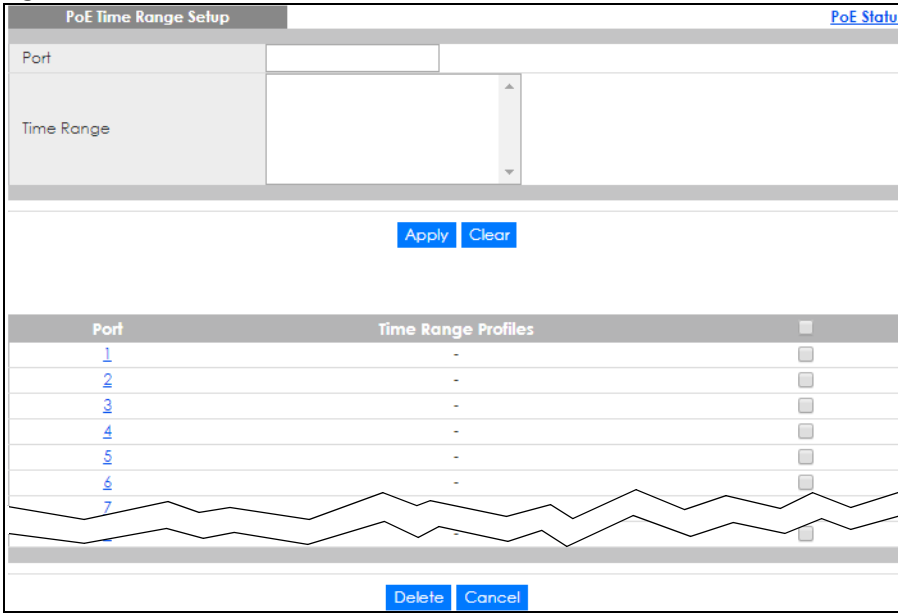 PoE Time Range Setup PoE Statu
Port
Time Range
Apply Clear
Port Time Range Profiles
1 -
2 -
3 -
4 -
5 -
6 -
7
-
Delete Cancel